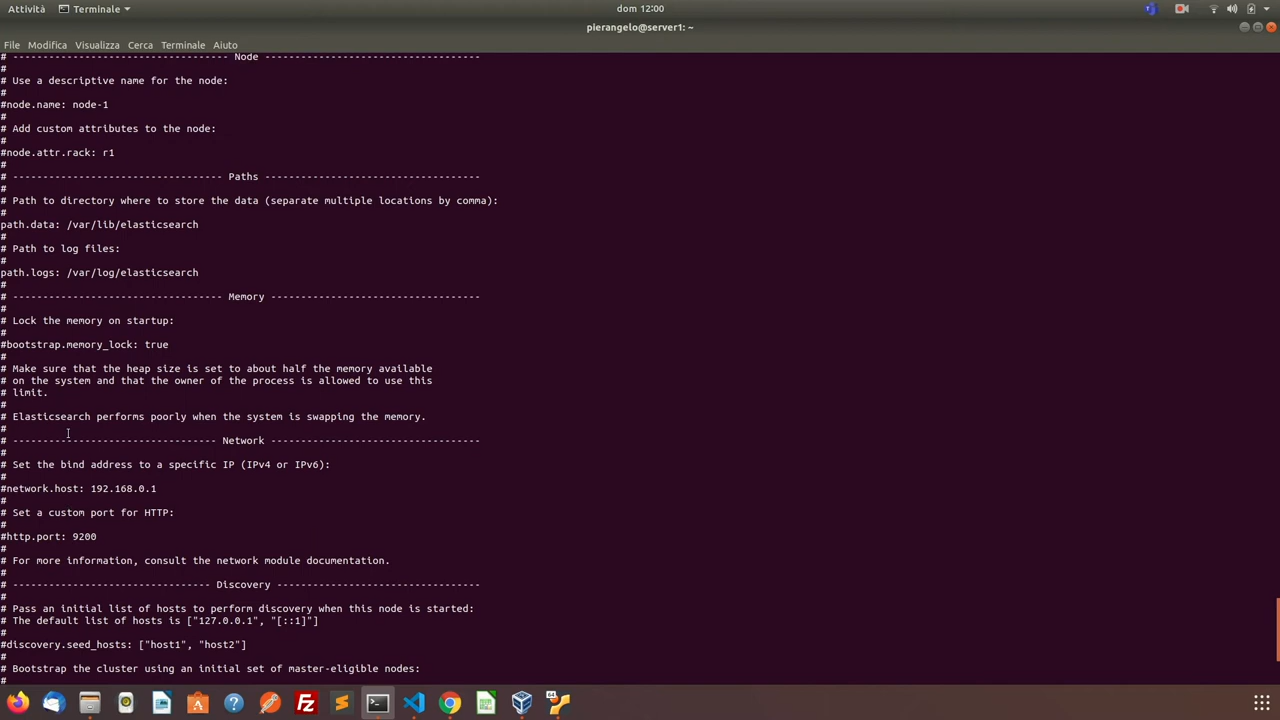 Attività
Terminale
dom 12:00
pierangelo@server1: ~
File Modifica Visualizza Cerca Terminale Aiuto
# ---------------------------------- Node ------------------------------------
#
# Use a descriptive name for the node:
#
#node.name: node-1
#
# Add custom attributes to the node:
#
#node.attr.rack: r1
#
# ----------------------------------- Paths ------------------------------------
#
# Path to directory where to store the data (separate multiple locations by comma):
#
path.data: /var/lib/elasticsearch
#
# Path to log files:
#
path.logs: /var/log/elasticsearch
#
# ----------------------------------- Memory -----------------------------------
#
# Lock the memory on startup:
#
#bootstrap.memory_lock: true
#
# Make sure that the heap size is set to about half the memory available
# on the system and that the owner of the process is allowed to use this
# limit.
#
# Elasticsearch performs poorly when the system is swapping the memory.
#
# ---------------------------------- Network -----------------------------------
#
# Set the bind address to a specific IP (IPv4 or IPv6):
#
#network.host: 192.168.0.1
#
# Set a custom port for HTTP:
#
#http.port: 9200
#
# For more information, consult the network module documentation.
#
# --------------------------------- Discovery ----------------------------------
#
# Pass an initial list of hosts to perform discovery when this node is started:
# The default list of hosts is ["127.0.0.1", "[::1]"]
#
#discovery.seed_hosts: ["host1", "host2"]
#
# Bootstrap the cluster using an initial set of master-eligible nodes:
#